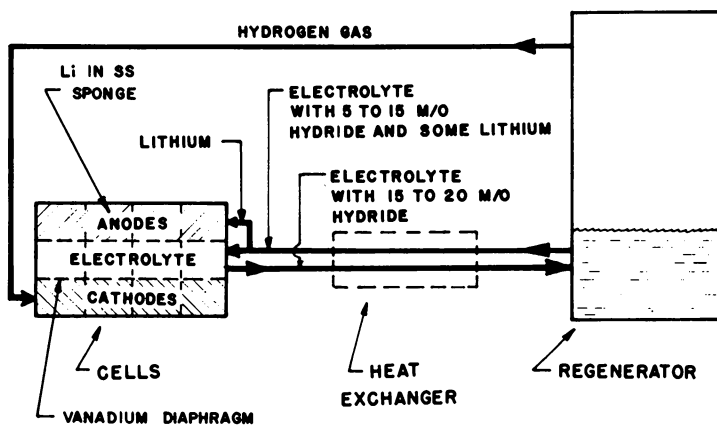 HYDROGEN GAS
Li IN SS
SPONGE
ELECTROLYTE
WITH 5 TO 15 M/O
HYDRIDE AND SOME LITHIUM
LITHIUM
ELECTROLYTE
WITH 15 TO 20 M/O
HYDRIDE
ANODES
ELECTROLYTE
CATHODES
CELLS
VANADIUM DIAPHRAGM
HEAT
EXCHANGER
REGENERATOR